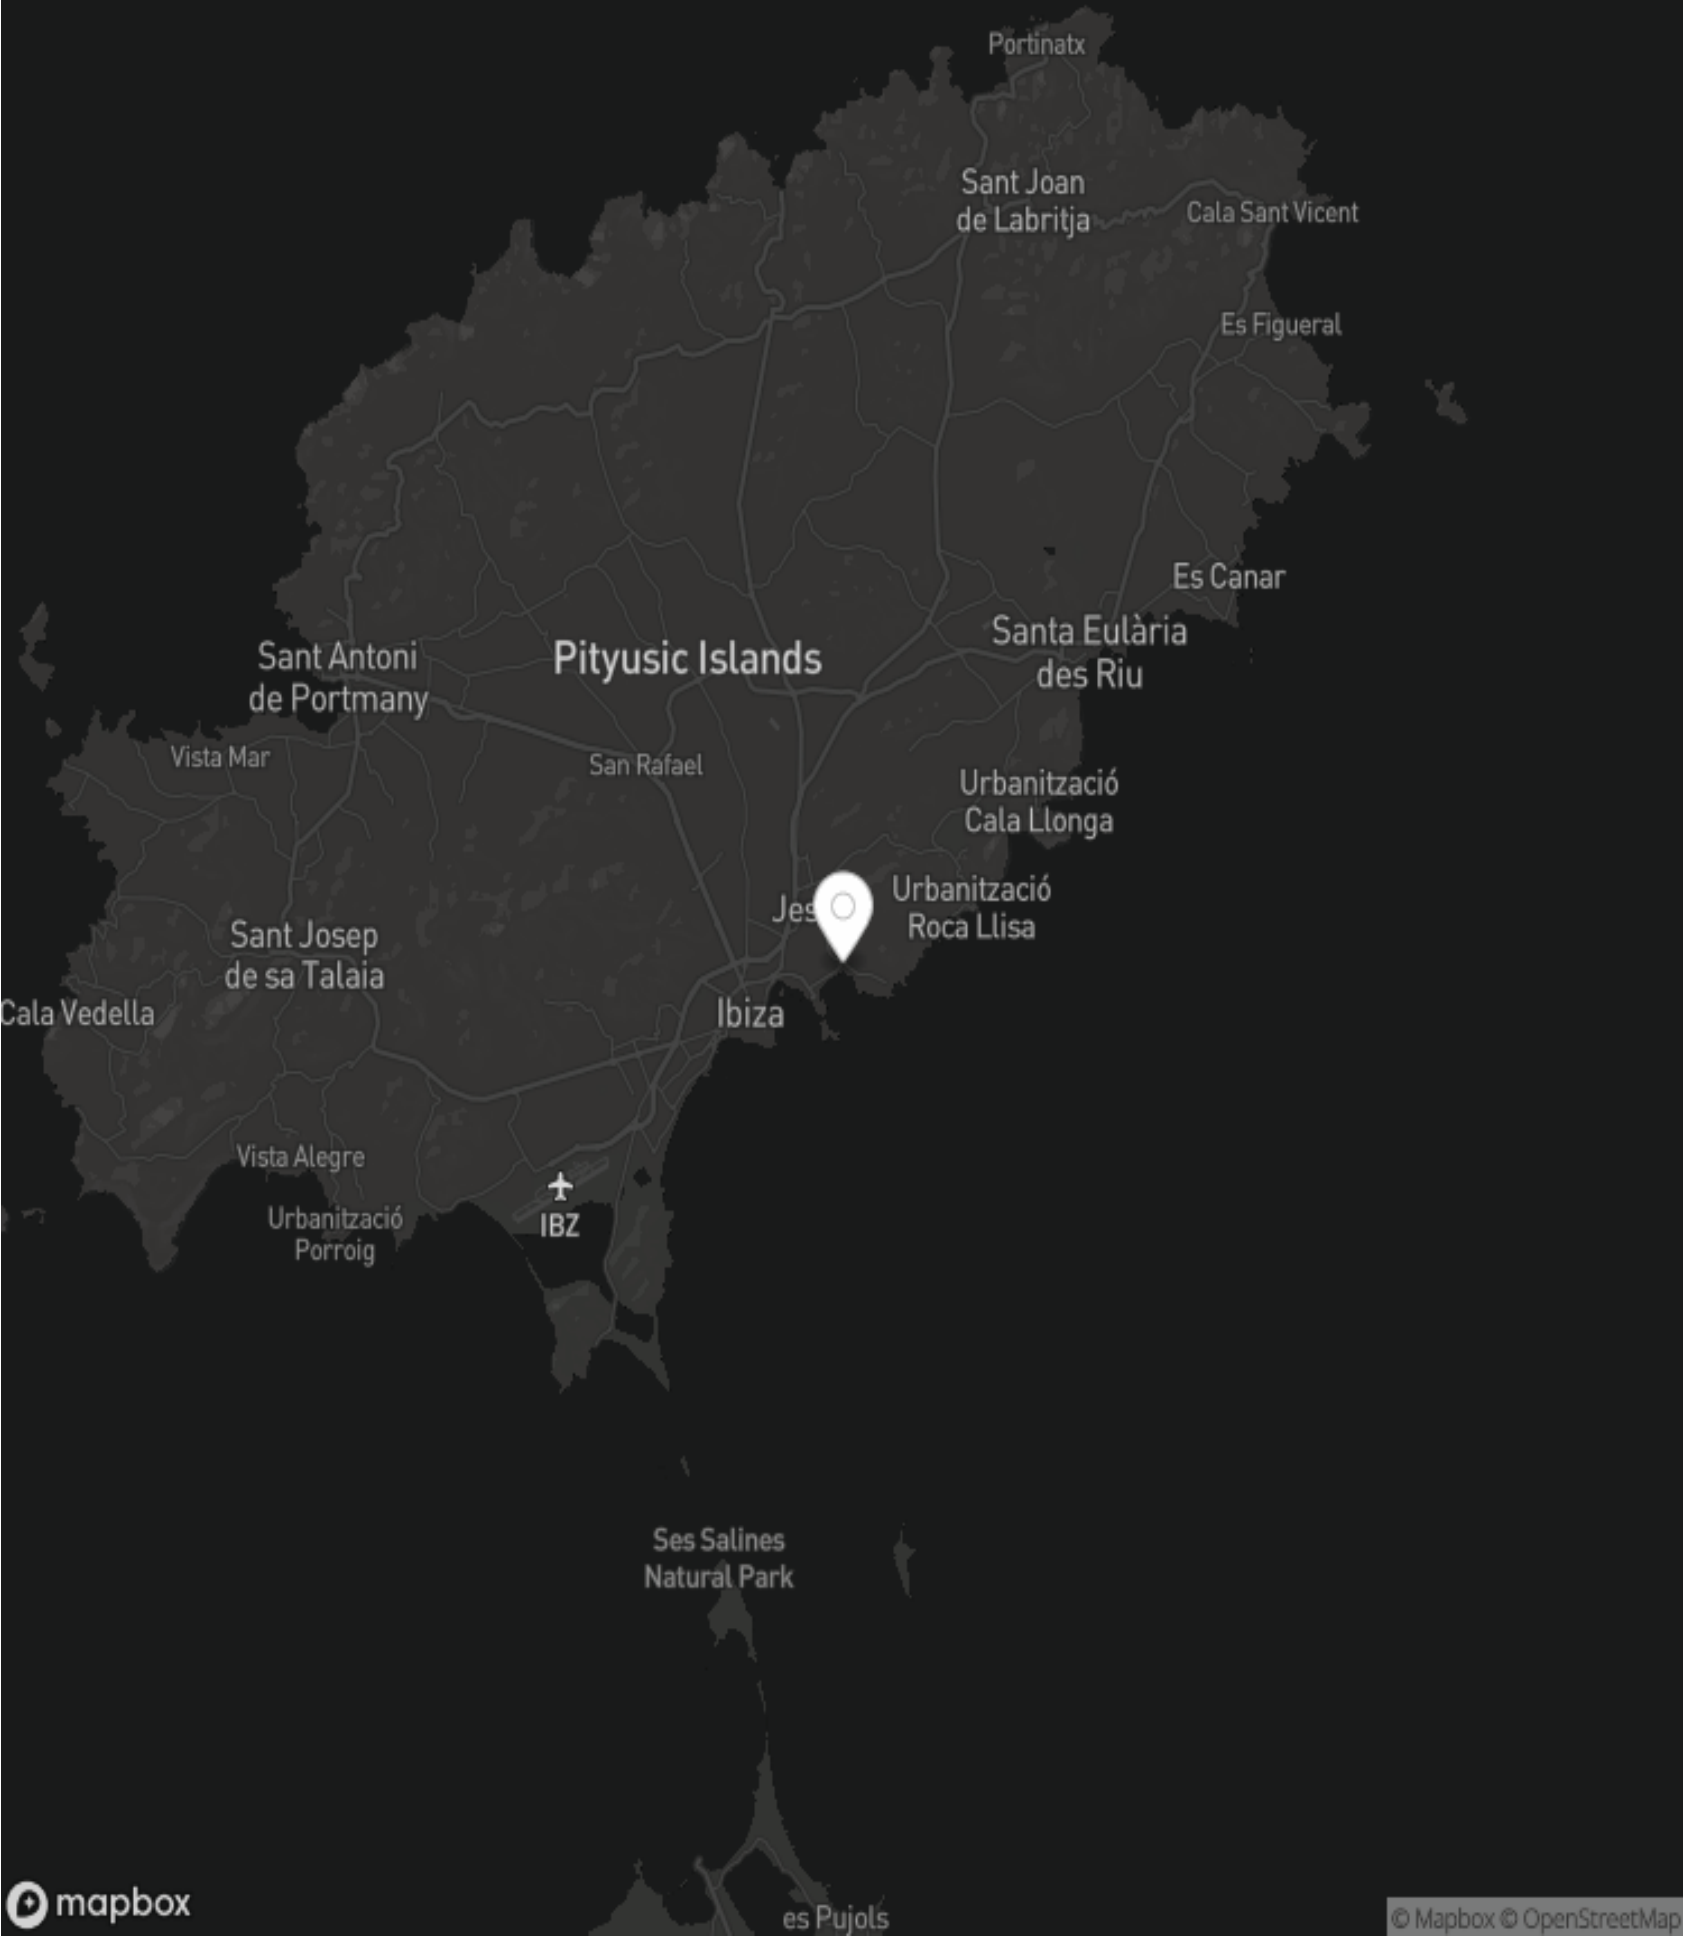 Portinatx
Sant Joan
de Labritja
Cala Sant Vicent
Es Figueral
Es Canar
Santa Eulària
des Riu
Sant Antoni
de Portmany
Pityusic Islands
Vista Mar
San Rafael
Urbanització
Cala Llonga
Jes
Urbanització
Roca Llisa
Sant Josep
de sa Talaia
Cala Vedella
Ibiza
Vista Alegre
Urbanització
Porroig
IBZ
Ses Salines
Natural Park
es Pujols
mapbox
© Mapbox © OpenStreetMap